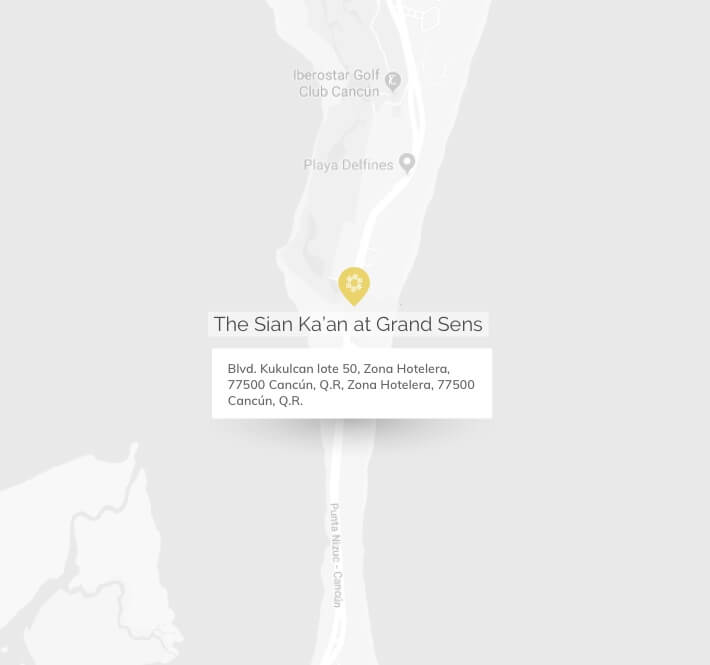 Iberostar Golf
Club Cancún
Playa Delfines
The Sian Ka’an at Grand Sens
Blvd. Kukulcan lote 50, Zona Hotelera,
77500 Cancún, Q.R, Zona Hotelera, 77500
Cancún, Q.R.
Punta Nizuc - Cancún